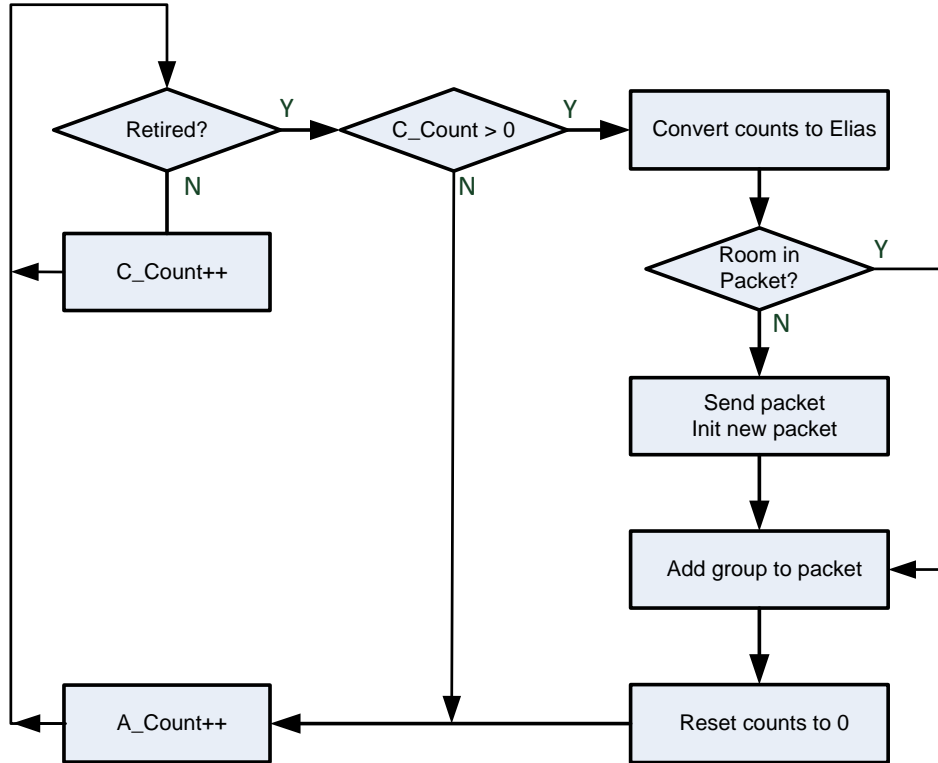 Retired?
Y
C_Count > 0
Y
Convert counts to Elias
N
N
C_Count++
Room in
Packet?
Y
N
Send packet
Init new packet
Add group to packet
A_Count++
Reset counts to 0